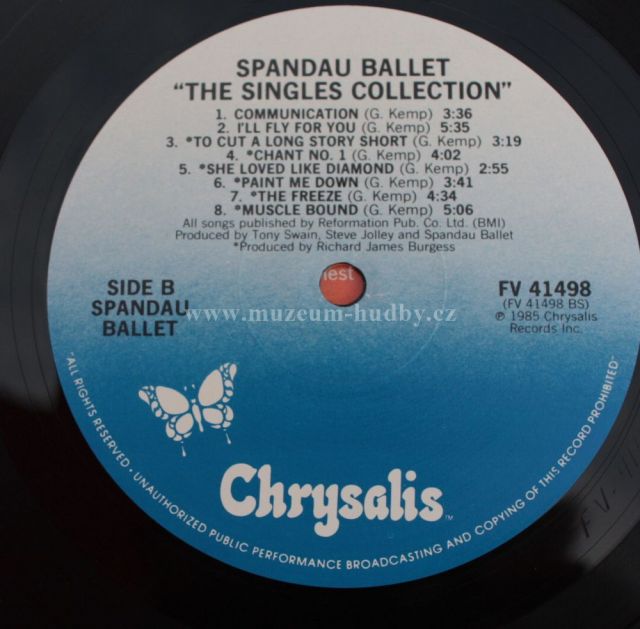 SPANDAU BALLET
"THE SINGLES COLLECTION"
1. COMMUNICATION (G. Kemp) 3:36
2. I'LL FLY FOR YOU 5:35
3. *TO CUT A LONG STORY SHORT (G. Kemp) 3:19
4. *CHANT NO. 1 (G. Kemp) 4:02
5. *SHE LOVED LIKE DIAMOND (G. Kemp) 2:55
6. *PAINT ME DOWN (G. Kemp) 3:41
7. *THE FREEZE (G. Kemp) 4:34
8. *MUSCLE BOUND (G. Kemp) 5:06
All songs published by Reformation Pub. Co. Ltd. (BMI)
Produced by Tony Swain, Steve Jolley and Spandau Ballet
*Produced by Richard James Burgess
SIDE B
SPANDAU
BALLET
FV 41498
(FV 41498 BS)
℗ 1985 Chrysalis
Records Inc.
www.muzeum-hudby.cz
Chrysalis™
ALL RIGHTS RESERVED · UNAUTHORIZED PUBLIC PERFORMANCE BROADCASTING AND COPYING OF THIS RECORD PROHIBITED"